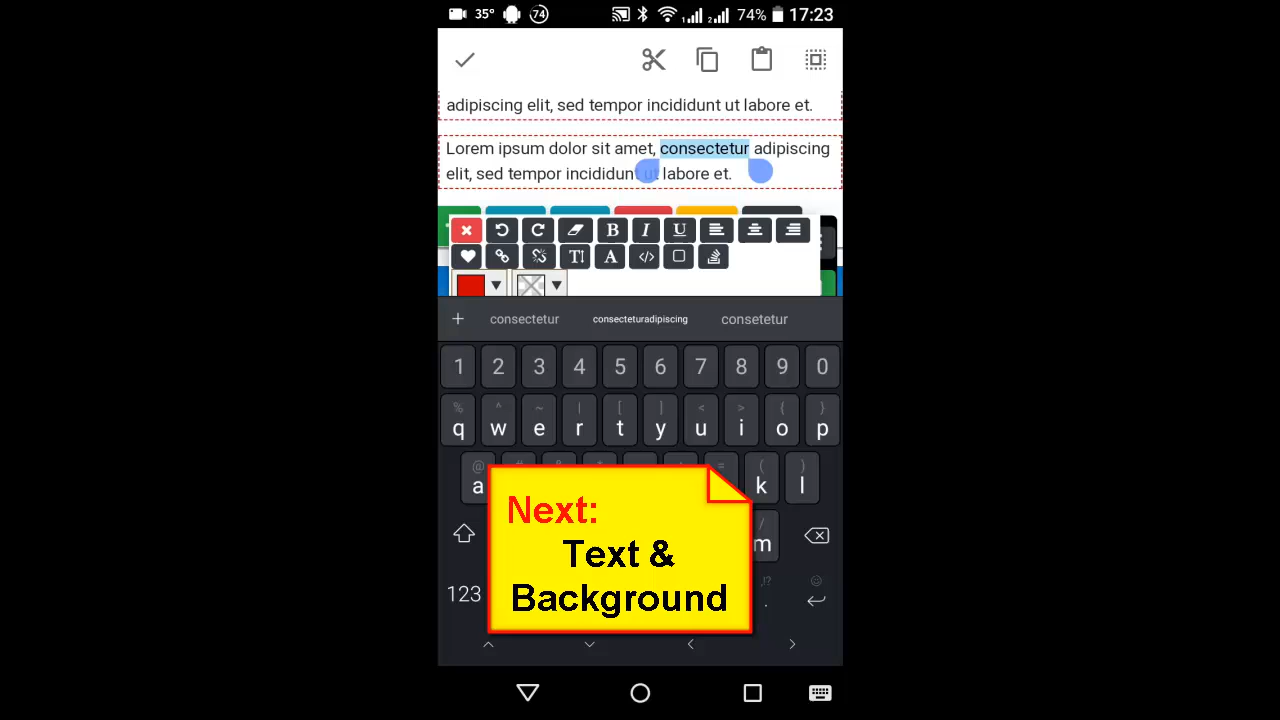 35° 74 1 2 74% 17:23
adipiscing elit, sed tempor incididunt ut labore et.
Lorem ipsum dolor sit amet, consectetur adipiscing
elit, sed tempor incididunt ut labore et.
B I U
T A </>
+ consectetur consecteturadipiscing consetetur
1 2 3 4 5 6 7 8 9 0
% ^ ~ | [ ] < > { }
q w e r t y u i o p
@ ( )
a k l
Next:
/
m
Text &
,!?
123 .
Background